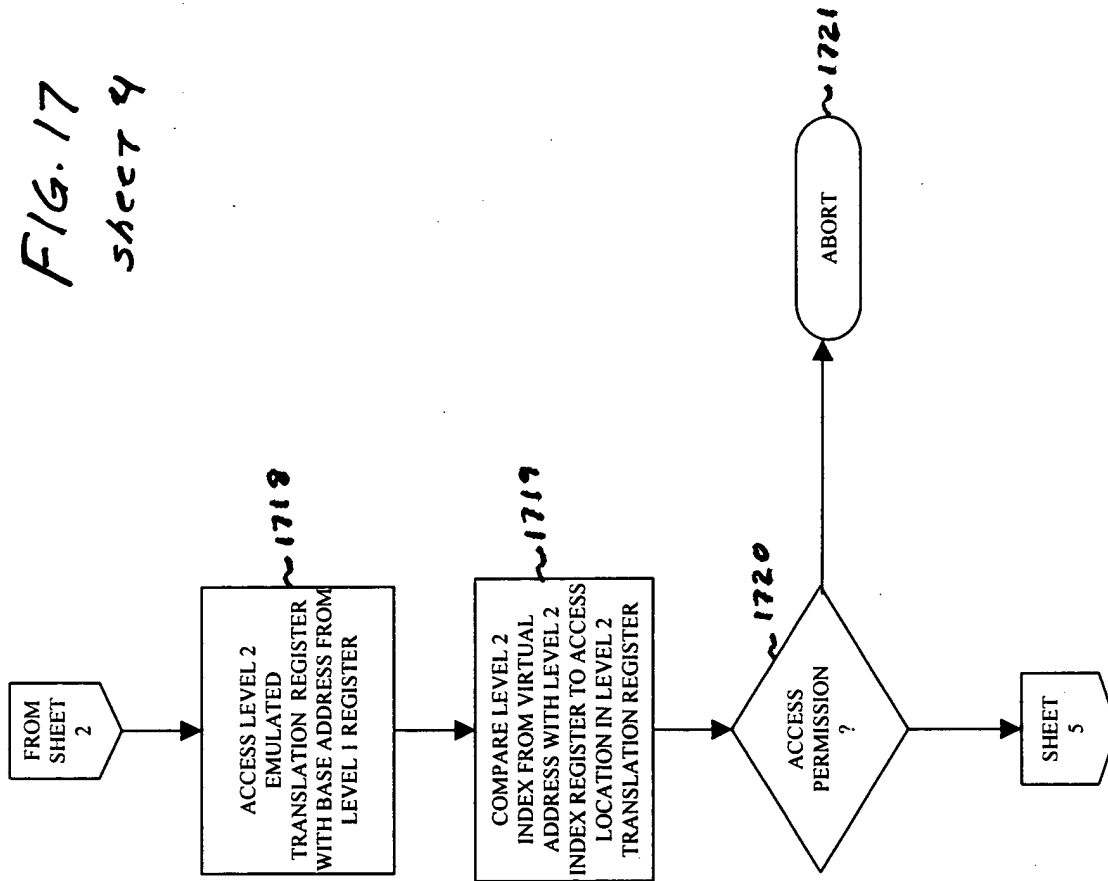 FIG. 17
sheet 4
FROM
SHEET
2
ACCESS LEVEL 2
EMULATED
TRANSLATION REGISTER
WITH BASE ADDRESS FROM
LEVEL 1 REGISTER
~1718
COMPARE LEVEL 2
INDEX FROM VIRTUAL
ADDRESS WITH LEVEL 2
INDEX REGISTER TO ACCESS
LOCATION IN LEVEL 2
TRANSLATION REGISTER
~1719
ACCESS
PERMISSION
?
~1720
ABORT
~1721
SHEET
5